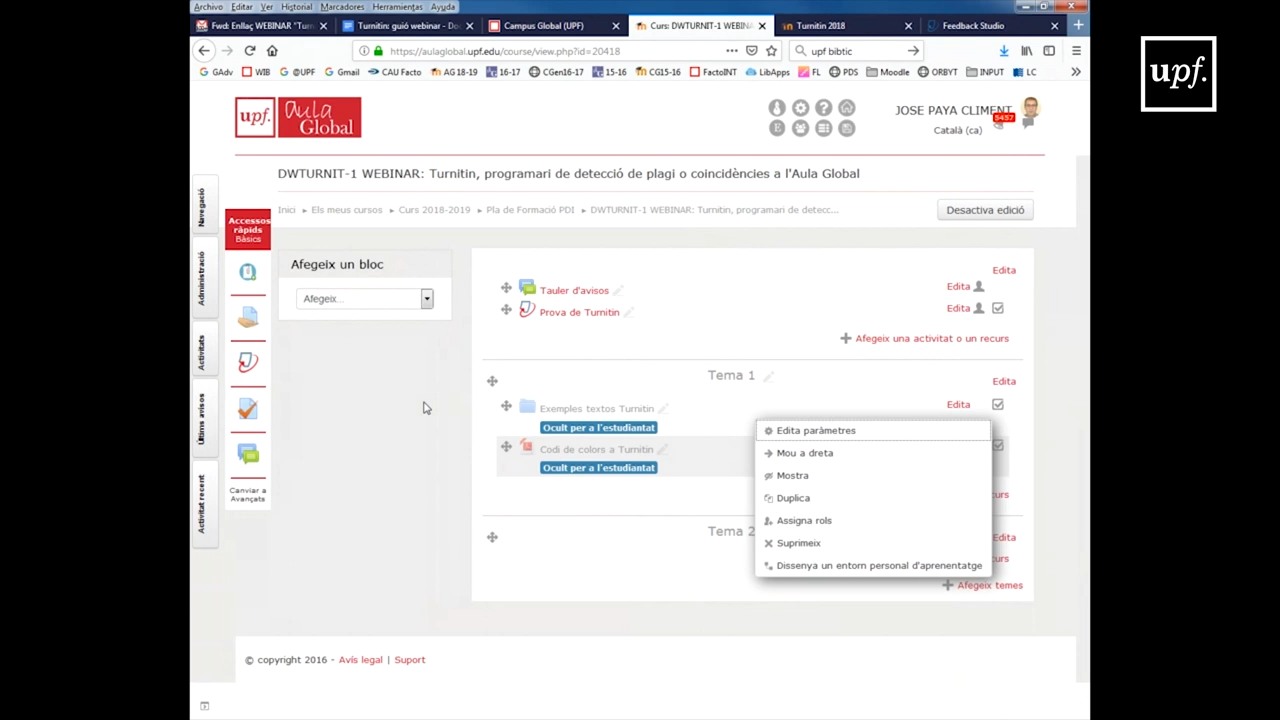 Archivo Editar Ver Historial Marcadores Herramientas Ayuda
Fwd: Enllaç WEBINAR "Turn
Turnitin: guió webinar - Do
Campus Global (UPF)
Curs: DWTURNIT-1 WEBIN
Turnitin 2018
Feedback Studio
https://aulaglobal.upf.edu/course/view.php?id=20418
upf bibtic
GAdv WIB @UPF Gmail CAU Facto AG 18-19 16-17 CGen16-17 15-16 CG15-16 FactoINT LibApps FL PDS Moodle ORBYT INPUT LC
upf.
upf. aula Global
JOSE PAYA CLIMENT
5457
Català (ca)
DWTURNIT-1 WEBINAR: Turnitin, programari de detecció de plagi o coincidències a l'Aula Global
Inici ▸ Els meus cursos ▸ Curs 2018-2019 ▸ Pla de Formació PDI ▸ DWTURNIT-1 WEBINAR: Turnitin, programari de detecc...
Desactiva edició
Navegació
Administració
Activitats
Últims avisos
Activitat recent
Accessos
ràpids
Bàsics
Canviar a
Avançats
Afegeix un bloc
Afegeix...
Edita
Tauler d'avisos
Edita
Prova de Turnitin
Edita
Afegeix una activitat o un recurs
Tema 1
Edita
Exemples textos Turnitin
Edita
Ocult per a l'estudiantat
Codi de colors a Turnitin
Ocult per a l'estudiantat
Edita paràmetres
Mou a dreta
Mostra
Duplica
Assigna rols
Suprimeix
Dissenya un entorn personal d'aprenentatge
curs
Tema 2
Edita
curs
Afegeix temes
© copyright 2016 - Avís legal | Suport